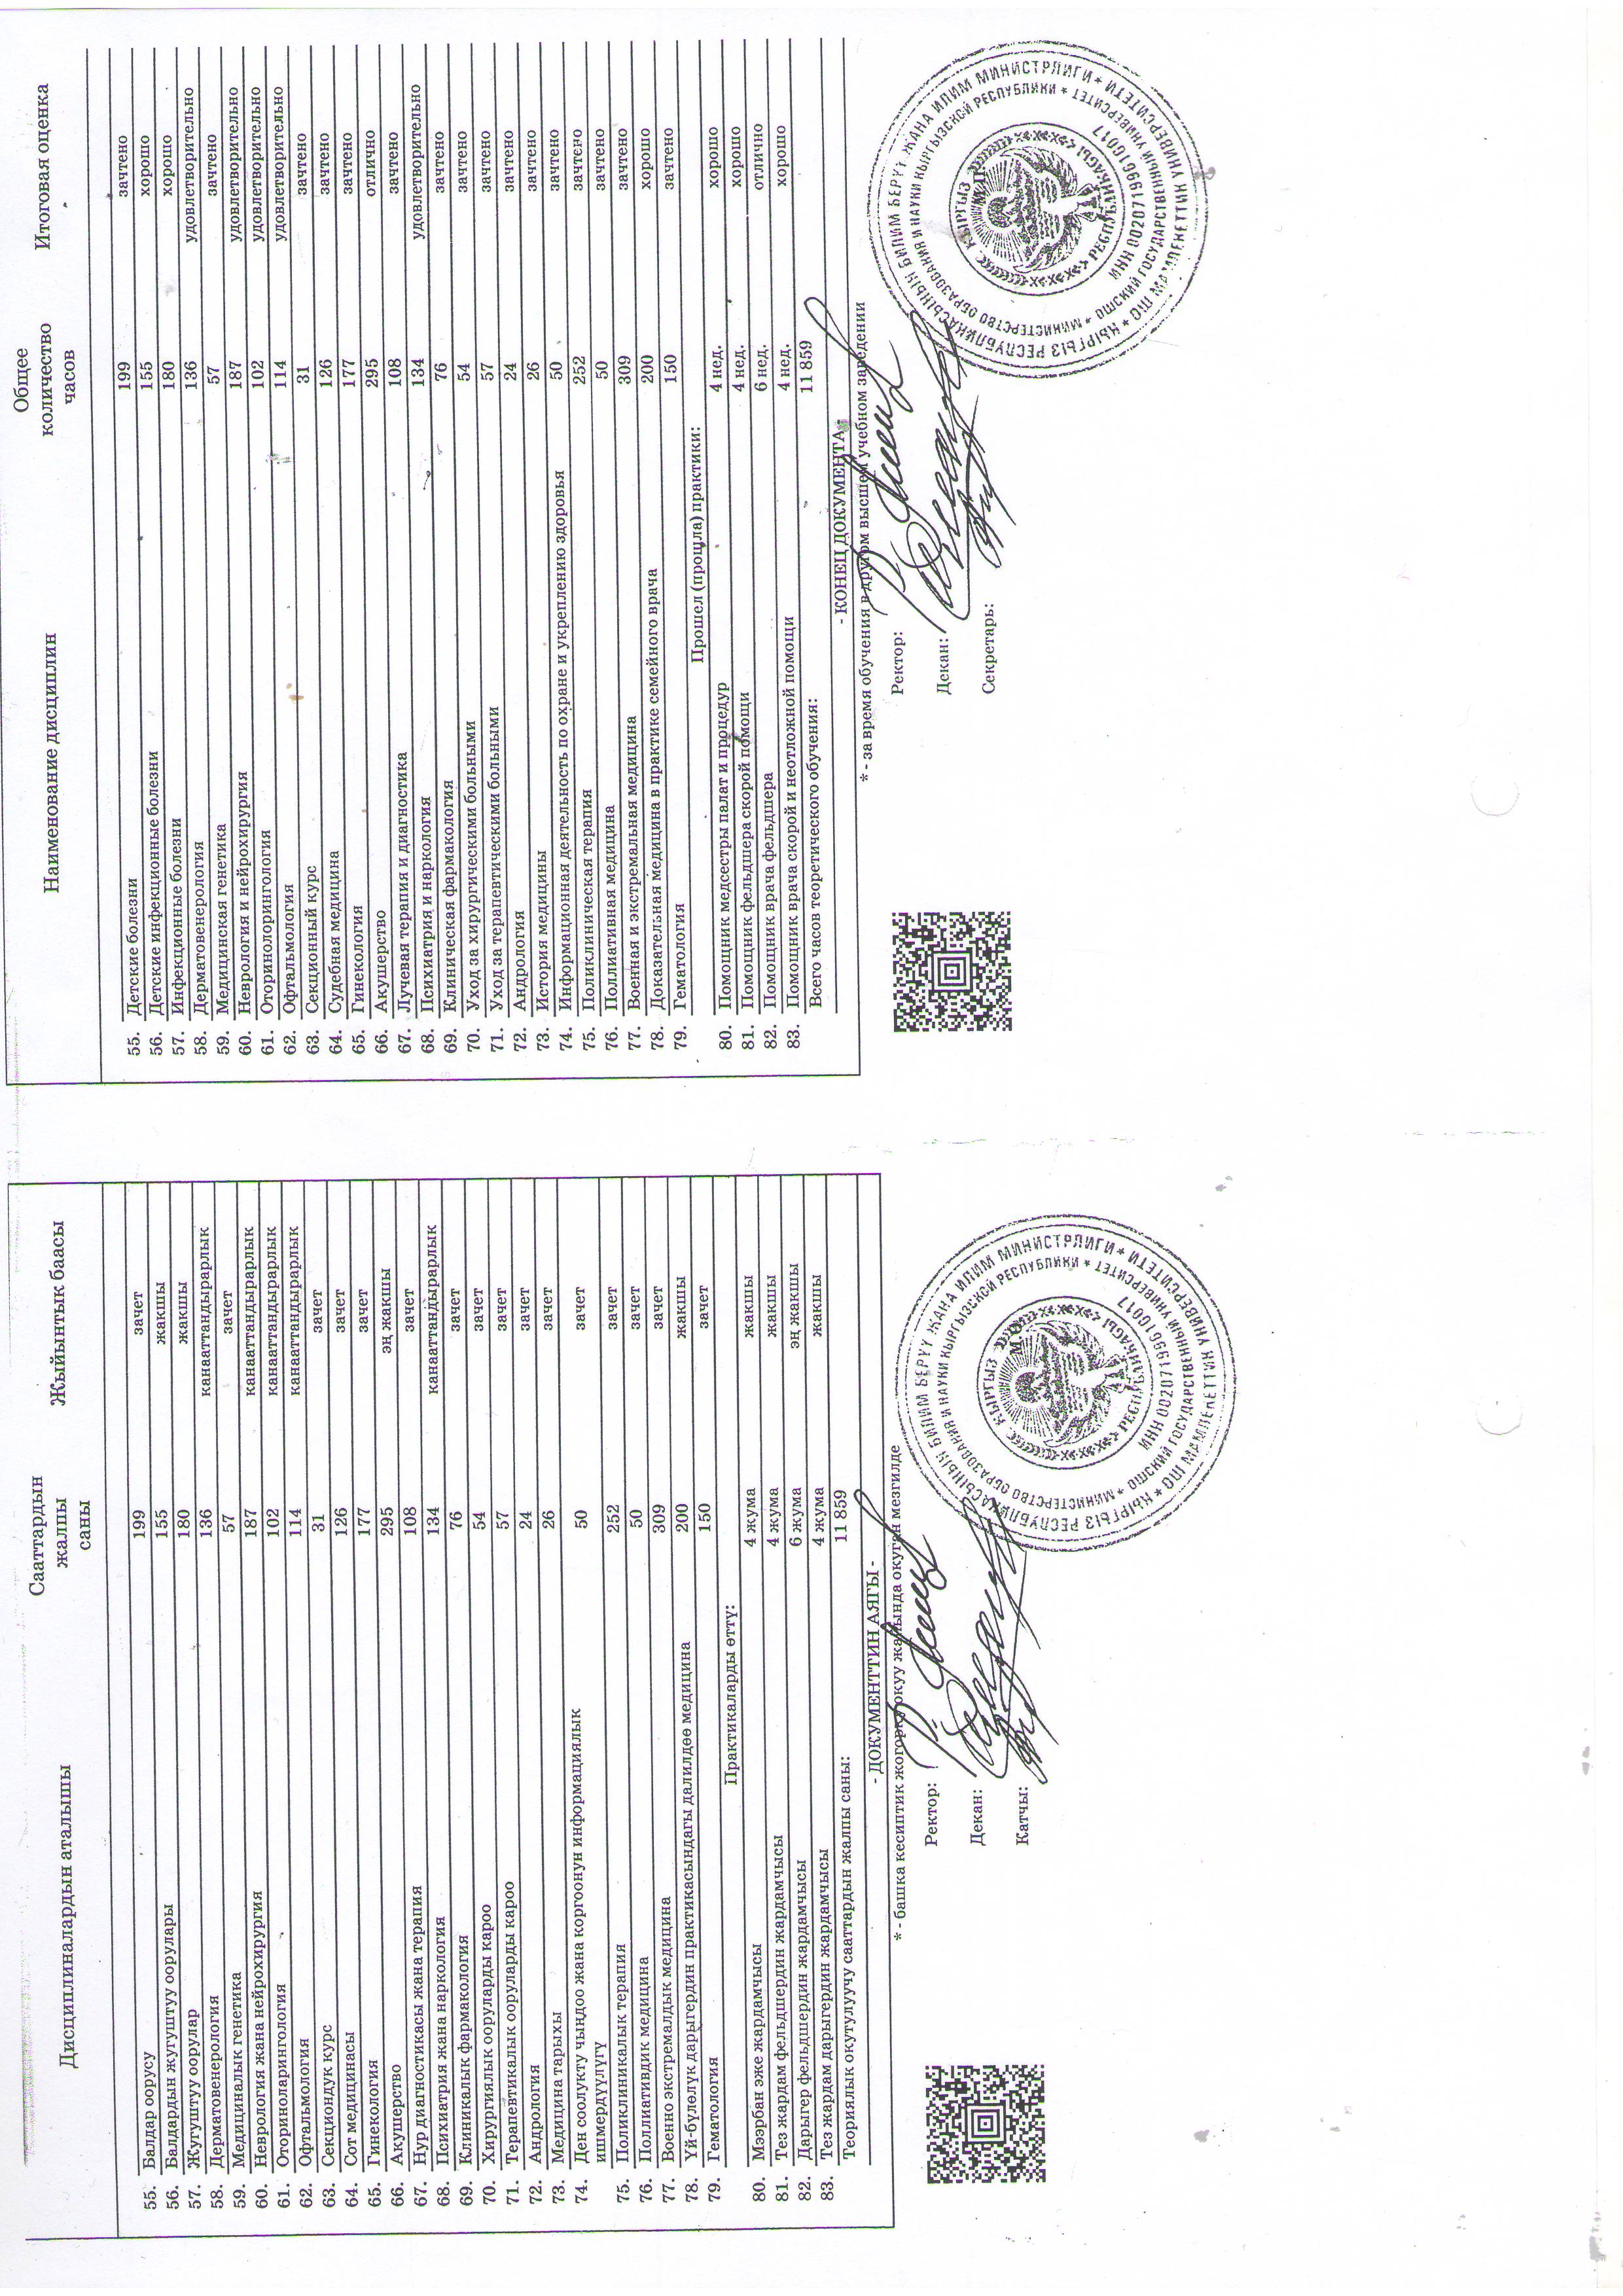 Дисциплиналардын аталышы Сааттардын жалпы саны Жыйынтык баасы
55. Балдар оорусу 199 зачет
56. Балдардын жугуштуу оорулары 155 жакшы
57. Жугуштуу оорулар 180 жакшы
58. Дерматовенерология 136 канааттандырарлык
59. Медициналык генетика 57 зачет
60. Неврология жана нейрохирургия 187 канааттандырарлык
61. Оториноларингология 102 канааттандырарлык
62. Офтальмология 114 канааттандырарлык
63. Секциондук курс 31 зачет
64. Сот медицинасы 126 зачет
65. Гинекология 177 зачет
66. Акушерство 295 эң жакшы
67. Нур диагностикасы жана терапия 108 зачет
68. Психиатрия жана наркология 134 канааттандырарлык
69. Клиникалык фармакология 76 зачет
70. Хирургиялык ооруларды кароо 54 зачет
71. Терапевтикалык ооруларды кароо 57 зачет
72. Андрология 24 зачет
73. Медицина тарыхы 26 зачет
74. Ден соолукту чыңдоо жана коргоонун информациялык 50 зачет
ишмердүүлүгү
75. Поликлиникалык терапия 252 зачет
76. Поллиативдик медицина 50 зачет
77. Военно экстремалдык медицина 309 зачет
78. Үй-бүлөлүк дарыгердин практикасындагы далилдөө медицина 200 жакшы
79. Гематология 150 зачет
Практикаларды өттү:
80. Мээрбан эже жардамчысы 4 жума жакшы
81. Тез жардам фельдшердин жардамчысы 4 жума жакшы
82. Дарыгер фельдшердин жардамчысы 6 жума эң жакшы
83. Тез жардам дарыгердин жардамчысы 4 жума жакшы
Теориялык окутулуучу сааттардын жалпы саны: 11 859
- ДОКУМЕНТТИН АЯГЫ -
* - башка кесиптик жогорку окуу жайында окуган мезгилде
Ректор:
Декан:
Катчы:
М.О.
КЫРГЫЗ РЕСПУБЛИКАСЫНЫН БИЛИМ БЕРҮҮ ЖАНА ИЛИМ МИНИСТРЛИГИ * ОШ МАМЛЕКЕТТИК УНИВЕРСИТЕТИ *
МИНИСТЕРСТВО ОБРАЗОВАНИЯ И НАУКИ КЫРГЫЗСКОЙ РЕСПУБЛИКИ * ОШСКИЙ ГОСУДАРСТВЕННЫЙ УНИВЕРСИТЕТ *
ИНН 00207199610017
КЫРГЫЗ РЕСПУБЛИКАСЫ
Наименование дисциплин Общее количество часов Итоговая оценка
55. Детские болезни 199 зачтено
56. Детские инфекционные болезни 155 хорошо
57. Инфекционные болезни 180 хорошо
58. Дерматовенерология 136 удовлетворительно
59. Медицинская генетика 57 зачтено
60. Неврология и нейрохирургия 187 удовлетворительно
61. Оторинолорингология 102 удовлетворительно
62. Офтальмология 114 удовлетворительно
63. Секционный курс 31 зачтено
64. Судебная медицина 126 зачтено
65. Гинекология 177 зачтено
66. Акушерство 295 отлично
67. Лучевая терапия и диагностика 108 зачтено
68. Психиатрия и наркология 134 удовлетворительно
69. Клиническая фармакология 76 зачтено
70. Уход за хирургическими больными 54 зачтено
71. Уход за терапевтическими больными 57 зачтено
72. Андрология 24 зачтено
73. История медицины 26 зачтено
74. Информационная деятельность по охране и укреплению здоровья 50 зачтено
75. Поликлиническая терапия 252 зачтено
76. Поллиативная медицина 50 зачтено
77. Военная и экстремальная медицина 309 зачтено
78. Доказательная медицина в практике семейного врача 200 хорошо
79. Гематология 150 зачтено
Прошел (прошла) практики:
80. Помощник медсестры палат и процедур 4 нед. хорошо
81. Помощник фельдшера скорой помощи 4 нед. хорошо
82. Помощник врача фельдшера 6 нед. отлично
83. Помощник врача скорой и неотложной помощи 4 нед. хорошо
Всего часов теоретического обучения: 11 859
- КОНЕЦ ДОКУМЕНТА -
* - за время обучения в другом высшем учебном заведении
Ректор:
Декан:
Секретарь:
КЫРГЫЗ РЕСПУБЛИКАСЫНЫН БИЛИМ БЕРҮҮ ЖАНА ИЛИМ МИНИСТРЛИГИ * ОШ МАМЛЕКЕТТИК УНИВЕРСИТЕТИ *
МИНИСТЕРСТВО ОБРАЗОВАНИЯ И НАУКИ КЫРГЫЗСКОЙ РЕСПУБЛИКИ * ОШСКИЙ ГОСУДАРСТВЕННЫЙ УНИВЕРСИТЕТ *
ИНН 00207199610017
КЫРГЫЗ РЕСПУБЛИКАСЫ